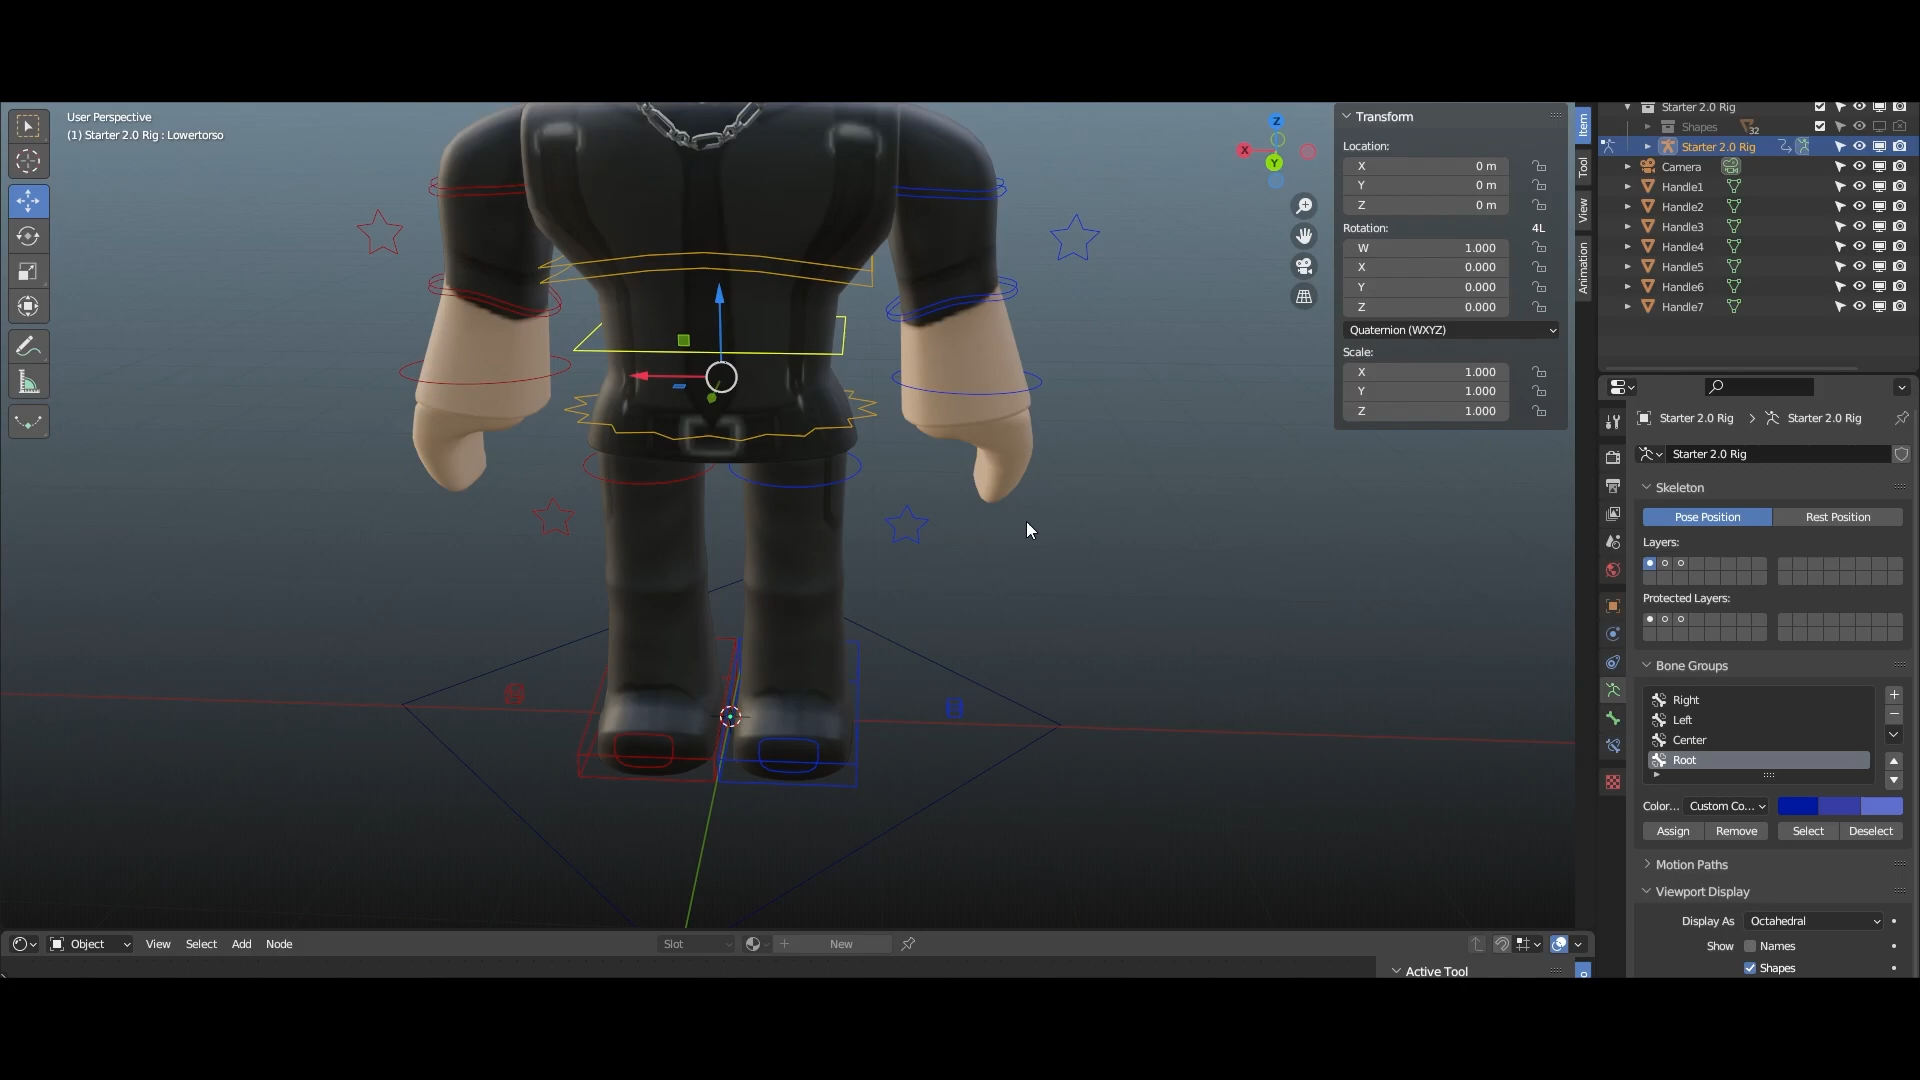 User Perspective
(1) Starter 2.0 Rig : Lowertorso
Z
X
Y
Transform
Location:
X 0 m
Y 0 m
Z 0 m
Rotation: 4L
W 1.000
X 0.000
Y 0.000
Z 0.000
Quaternion (WXYZ)
Scale:
X 1.000
Y 1.000
Z 1.000
Item
Tool
View
Animation
Starter 2.0 Rig
Shapes 32
Starter 2.0 Rig
Camera
Handle1
Handle2
Handle3
Handle4
Handle5
Handle6
Handle7
Starter 2.0 Rig > Starter 2.0 Rig
Starter 2.0 Rig
Skeleton
Pose Position Rest Position
Layers:
Protected Layers:
Bone Groups
Right
Left
Center
Root
Color... Custom Co...
Assign Remove Select Deselect
Motion Paths
Viewport Display
Display As Octahedral
Show Names
Shapes
Object View Select Add Node Slot New
Active Tool